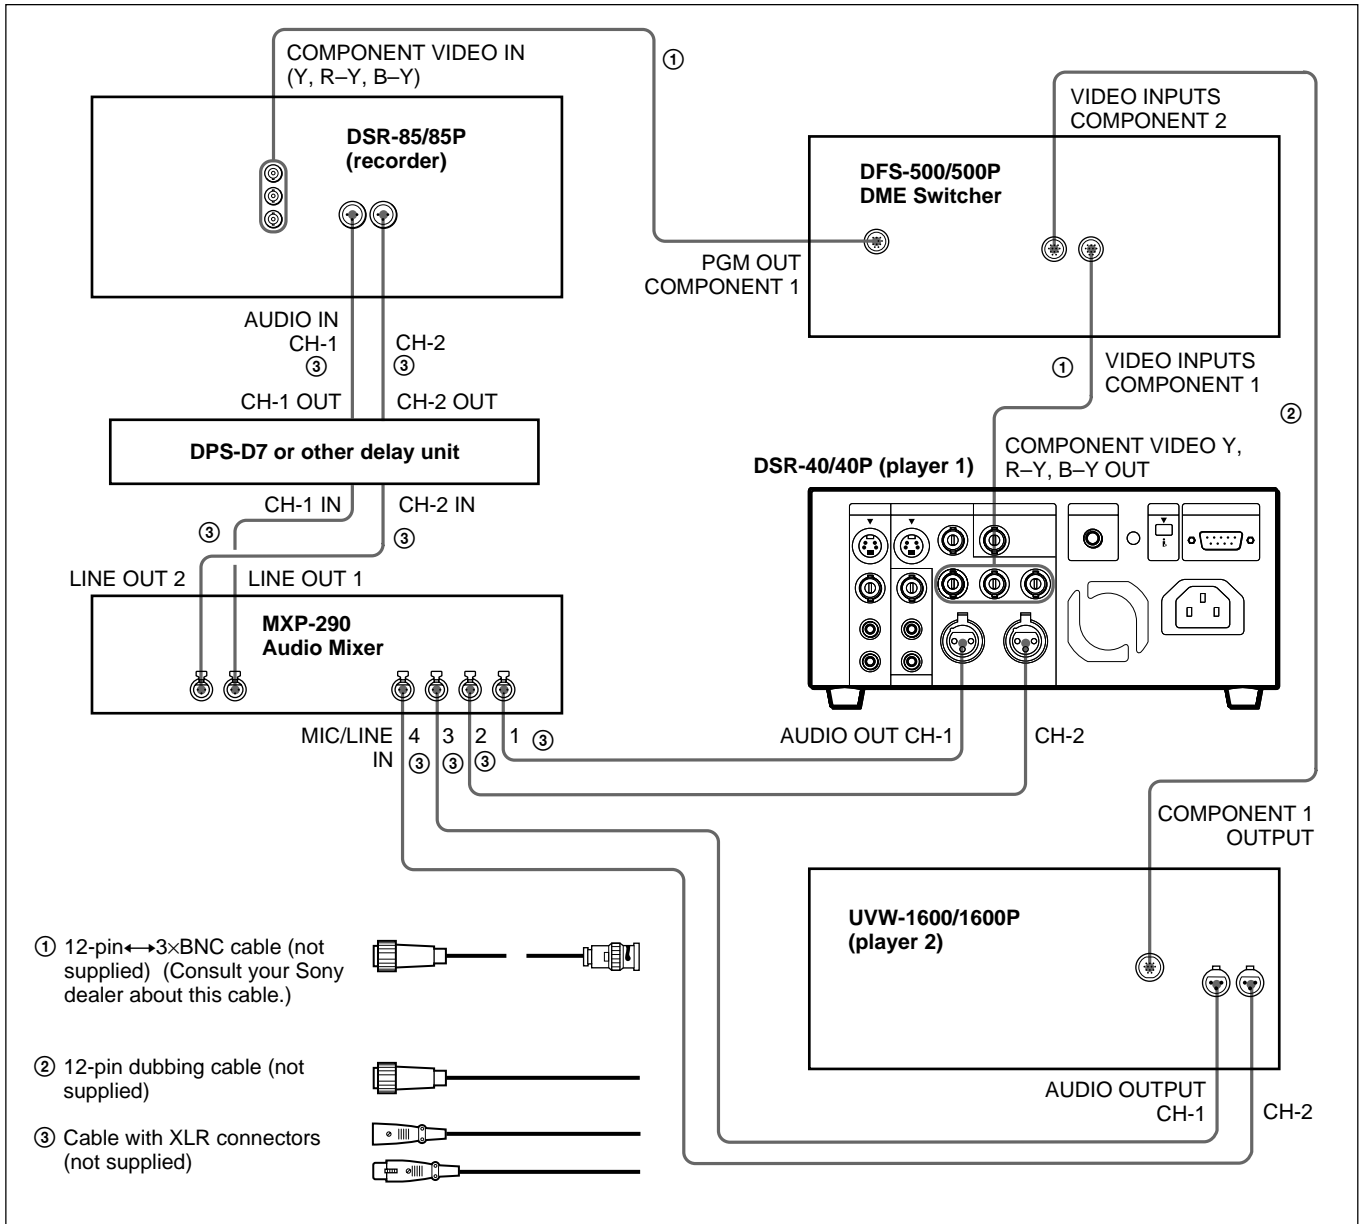 COMPONENT VIDEO IN
(Y, R–Y, B–Y)
①
VIDEO INPUTS
COMPONENT 2
DSR-85/85P
(recorder)
DFS-500/500P
DME Switcher
PGM OUT
COMPONENT 1
AUDIO IN
CH-1
③
CH-2
③
①
VIDEO INPUTS
COMPONENT 1
②
CH-1 OUT
CH-2 OUT
DPS-D7 or other delay unit
COMPONENT VIDEO Y,
R–Y, B–Y OUT
DSR-40/40P (player 1)
CH-1 IN
CH-2 IN
③
③
LINE OUT 2
LINE OUT 1
MXP-290
Audio Mixer
MIC/LINE
IN
4
③
3
③
2
③
1
③
AUDIO OUT CH-1
CH-2
COMPONENT 1
OUTPUT
UVW-1600/1600P
(player 2)
AUDIO OUTPUT
CH-1
CH-2
① 12-pin↔3×BNC cable (not
supplied) (Consult your Sony
dealer about this cable.)
② 12-pin dubbing cable (not
supplied)
③ Cable with XLR connectors
(not supplied)